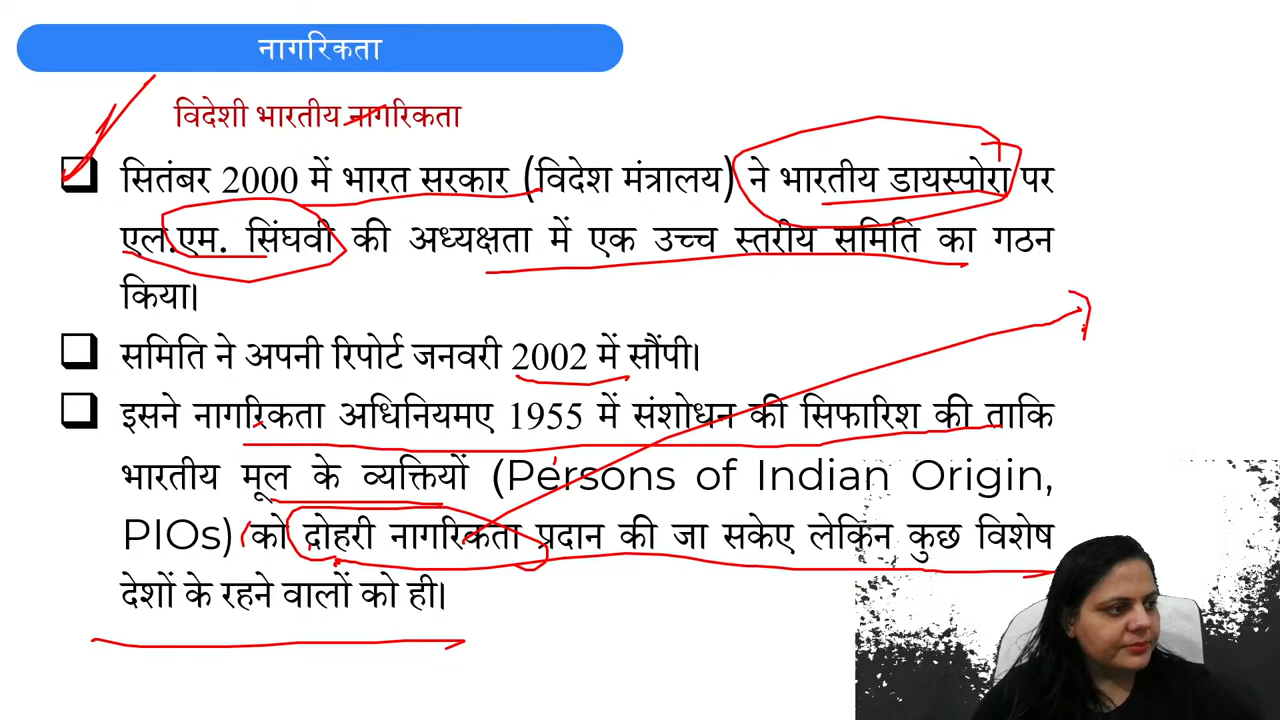 नागरिकता
विदेशी भारतीय नागरिकता
सितंबर 2000 में भारत सरकार (विदेश मंत्रालय) ने भारतीय डायस्पोरा पर
एल.एम. सिंघवी की अध्यक्षता में एक उच्च स्तरीय समिति का गठन
किया।
समिति ने अपनी रिपोर्ट जनवरी 2002 में सौंपी।
इसने नागरिकता अधिनियमए 1955 में संशोधन की सिफारिश की ताकि
भारतीय मूल के व्यक्तियों (Persons of Indian Origin,
PIOs) को दोहरी नागरिकता प्रदान की जा सकेए लेकिन कुछ विशेष
देशों के रहने वालों को ही।